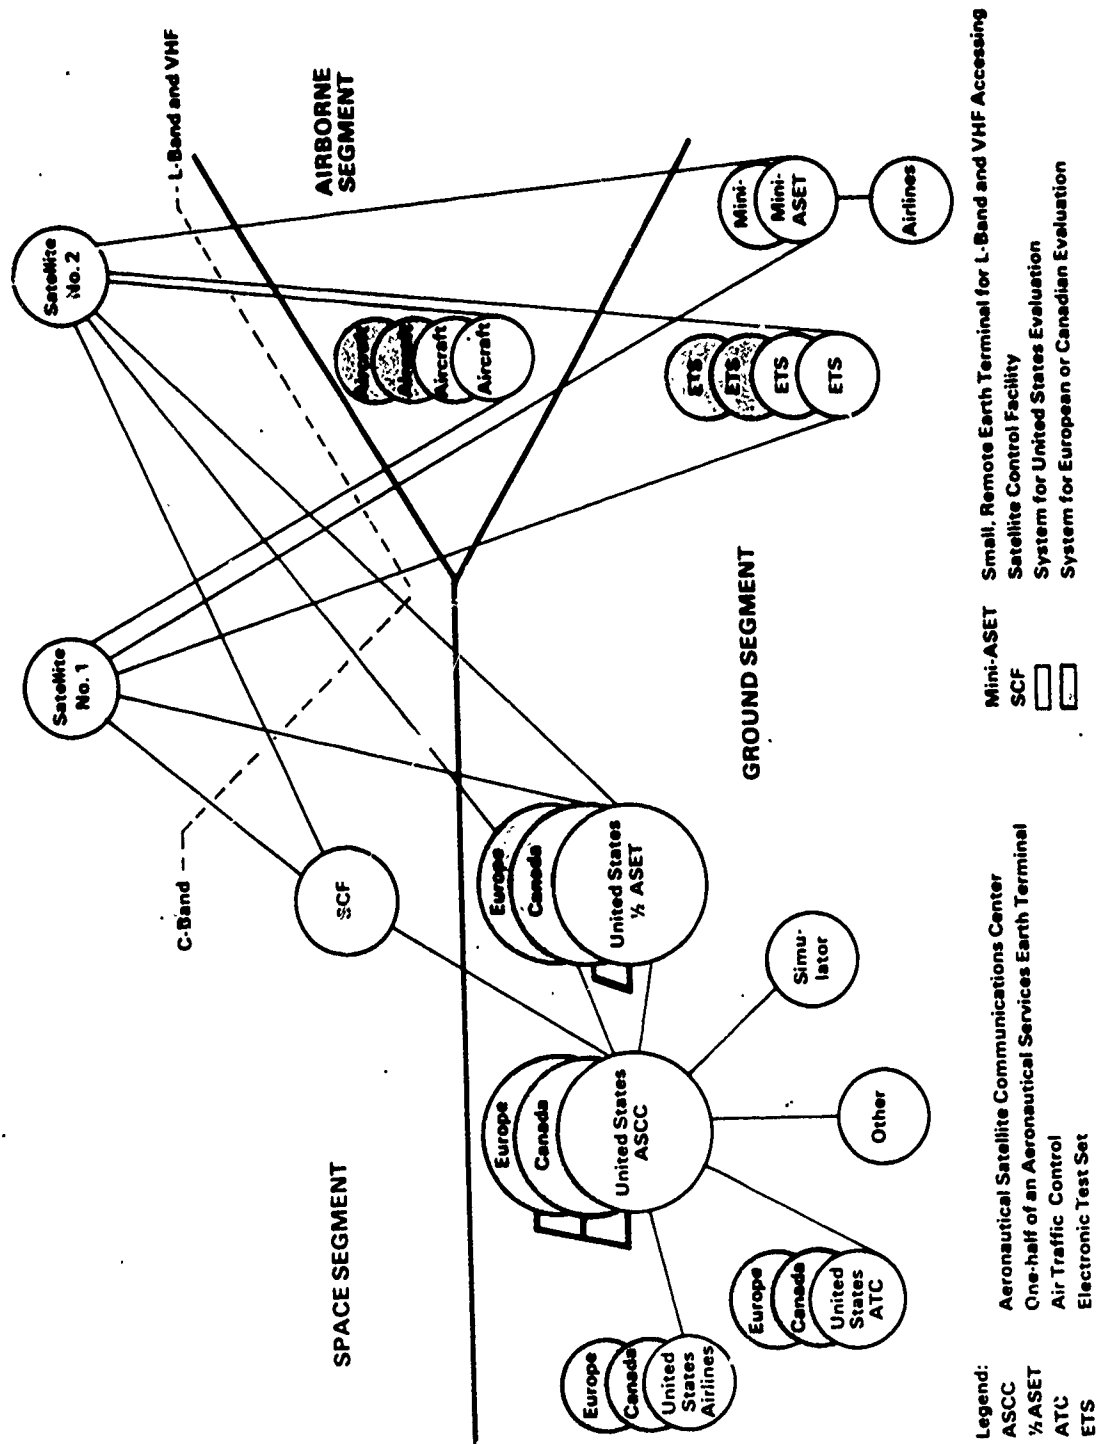 Satellite
No. 1
Satellite
No. 2
L-Band and VHF
C-Band
SCF
SPACE SEGMENT
AIRBORNE
SEGMENT
Aircraft
Aircraft
Aircraft
Aircraft
Europe
Canada
United States
ASCC
Europe
Canada
United States
½ ASET
ETS
ETS
ETS
ETS
Mini-
Mini-
ASET
Airlines
GROUND SEGMENT
Europe
Canada
United
States
Airlines
Europe
Canada
United
States
ATC
Other
Simu-
lator
Legend:
ASCC Aeronautical Satellite Communications Center
½ ASET One-half of an Aeronautical Services Earth Terminal
ATC Air Traffic Control
ETS Electronic Test Set
Mini-ASET Small, Remote Earth Terminal for L-Band and VHF Accessing
SCF Satellite Control Facility
System for United States Evaluation
System for European or Canadian Evaluation